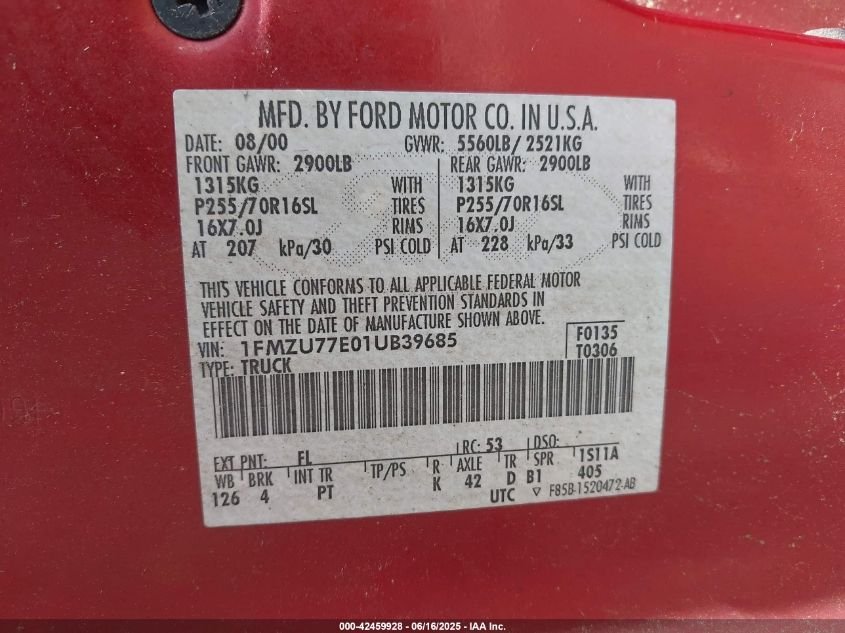 MFD. BY FORD MOTOR CO. IN U.S.A.
DATE: 08/00 GVWR: 5560LB/ 2521KG
FRONT GAWR: 2900LB REAR GAWR: 2900LB
1315KG WITH 1315KG WITH
P255/70R16SL TIRES P255/70R16SL TIRES
16X7.0J RIMS 16X7.0J RIMS
AT 207 kPa/30 PSI COLD AT 228 kPa/33 PSI COLD
THIS VEHICLE CONFORMS TO ALL APPLICABLE FEDERAL MOTOR
VEHICLE SAFETY AND THEFT PREVENTION STANDARDS IN
EFFECT ON THE DATE OF MANUFACTURE SHOWN ABOVE.
VIN: 1FMZU77E01UB39685 F0135
TYPE: TRUCK T0306
EXT PNT: FL RC: 53 DSO:
WB BRK INT TR TP/PS R AXLE TR SPR 1S11A
126 4 PT K 42 D B1 405
UTC ▽ F85B-1520472-AB
000-42459928 - 06/16/2025 - IAA Inc.